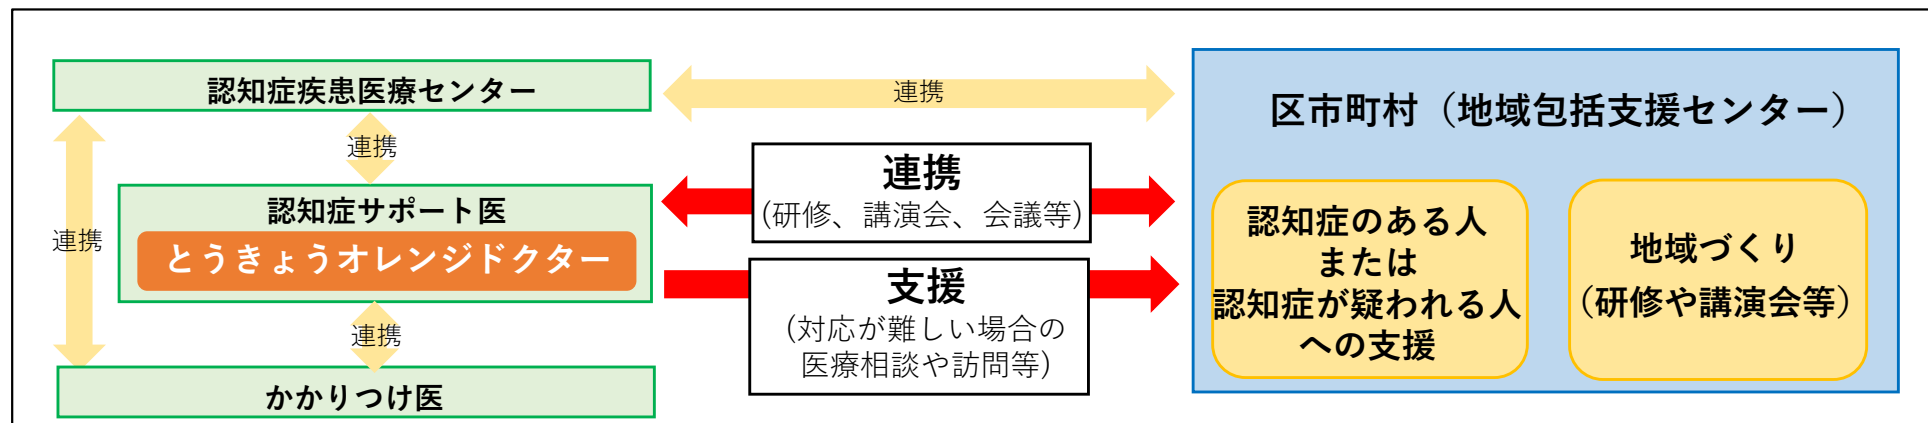 認知症疾患医療センター
連携
連携
認知症サポート医
とうきょうオレンジドクター
連携
連携
かかりつけ医
連携
(研修、講演会、会議等)
支援
(対応が難しい場合の
医療相談や訪問等)
区市町村（地域包括支援センター）
認知症のある人
または
認知症が疑われる人
への支援
地域づくり
（研修や講演会等）